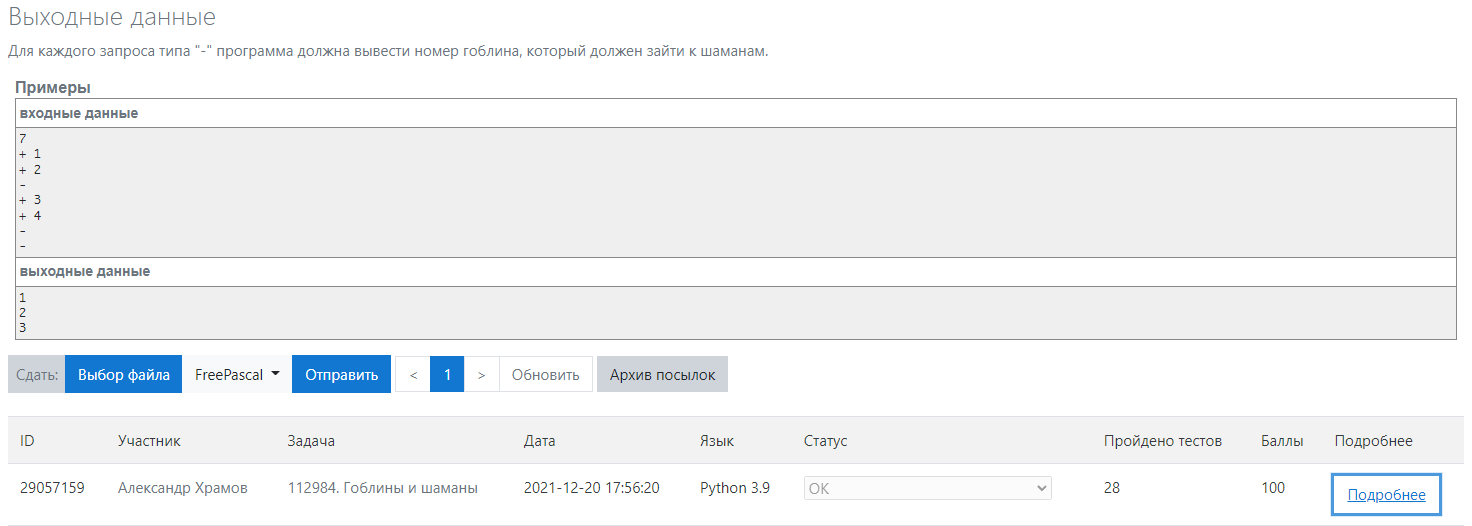 Выходные данные
Для каждого запроса типа "-" программа должна вывести номер гоблина, который должен зайти к шаманам.
Примеры
входные данные
7
+ 1
+ 2
-
+ 3
+ 4
-
-
выходные данные
1
2
3
Сдать: Выбор файла FreePascal Отправить < 1 > Обновить Архив посылок
ID Участник Задача Дата Язык Статус Пройдено тестов Баллы Подробнее
29057159 Александр Храмов 112984. Гоблины и шаманы 2021-12-20 17:56:20 Python 3.9 OK 28 100 Подробнее